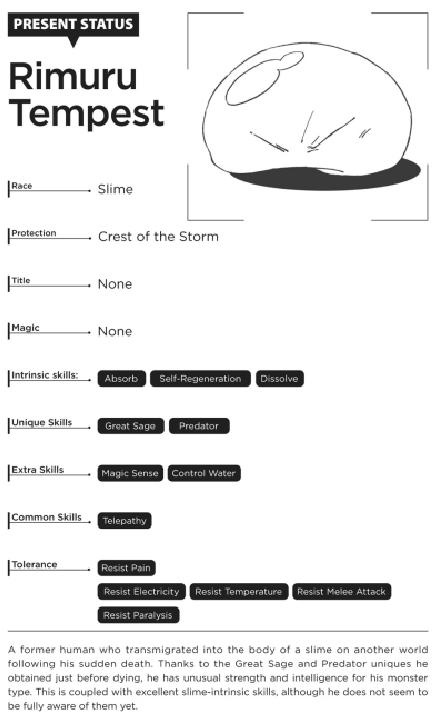 PRESENT STATUS
Rimuru
Tempest
Race Slime
Protection Crest of the Storm
Title None
Magic None
Intrinsic skills: Absorb Self-Regeneration Dissolve
Unique Skills Great Sage Predator
Extra Skills Magic Sense Control Water
Common Skills Telepathy
Tolerance Resist Pain
Resist Electricity Resist Temperature Resist Melee Attack
Resist Paralysis
A former human who transmigrated into the body of a slime on another world
following his sudden death. Thanks to the Great Sage and Predator uniques he
obtained just before dying, he has unusual strength and intelligence for his monster
type. This is coupled with excellent slime-intrinsic skills, although he does not seem to
be fully aware of them yet.